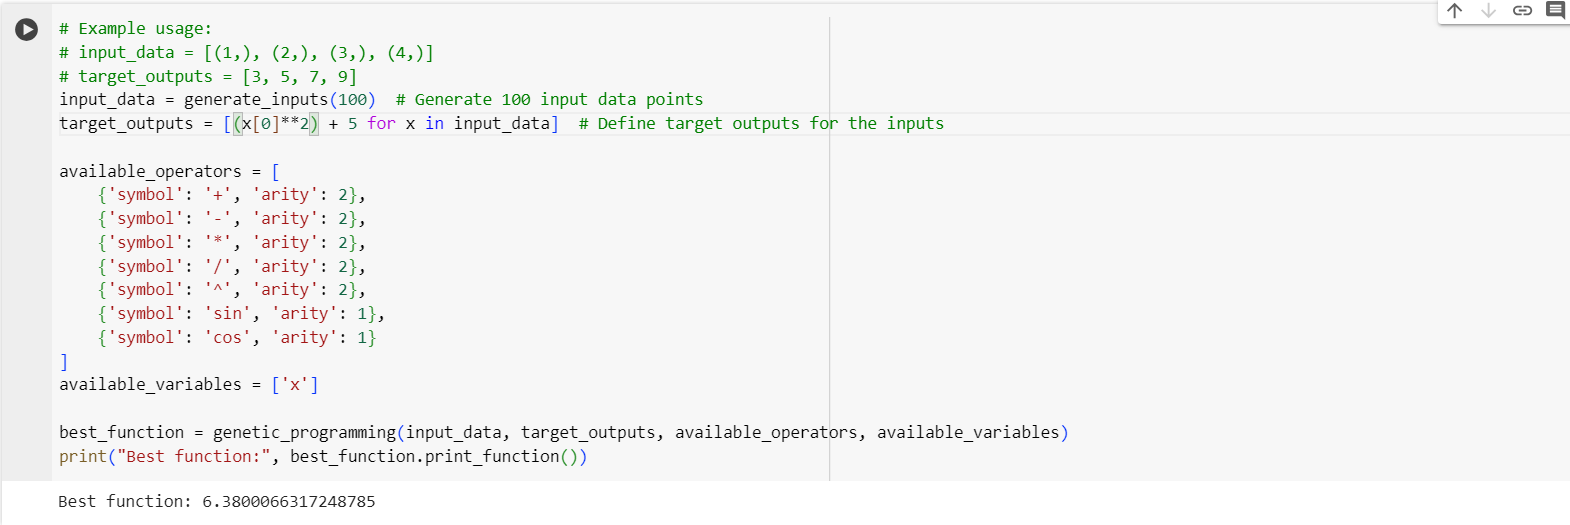 # Example usage:
# input_data = [(1,), (2,), (3,), (4,)]
# target_outputs = [3, 5, 7, 9]
input_data = generate_inputs(100)  # Generate 100 input data points
target_outputs = [(x[0]**2) + 5 for x in input_data]  # Define target outputs for the inputs

available_operators = [
    {'symbol': '+', 'arity': 2},
    {'symbol': '-', 'arity': 2},
    {'symbol': '*', 'arity': 2},
    {'symbol': '/', 'arity': 2},
    {'symbol': '^', 'arity': 2},
    {'symbol': 'sin', 'arity': 1},
    {'symbol': 'cos', 'arity': 1}
]
available_variables = ['x']

best_function = genetic_programming(input_data, target_outputs, available_operators, available_variables)
print("Best function:", best_function.print_function())
Best function: 6.3800066317248785